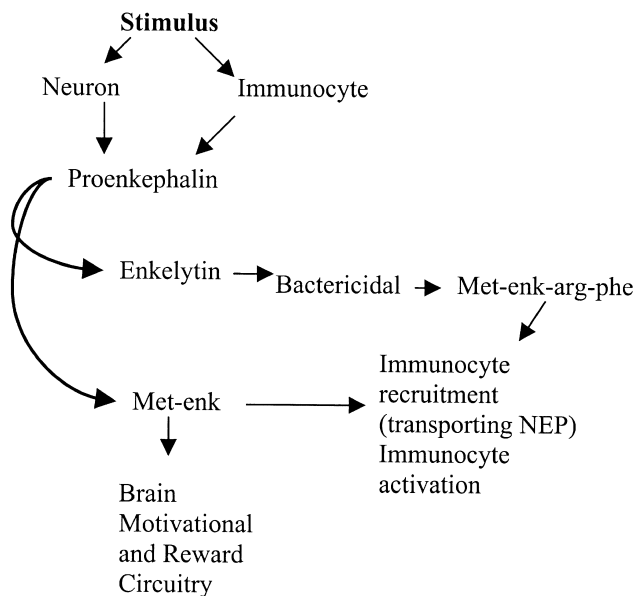 Stimulus
Neuron
Immunocyte
Proenkephalin
Enkelytin
Bactericidal
Met-enk-arg-phe
Immunocyte
recruitment
(transporting NEP)
Immunocyte
activation
Met-enk
Brain
Motivational
and Reward
Circuitry